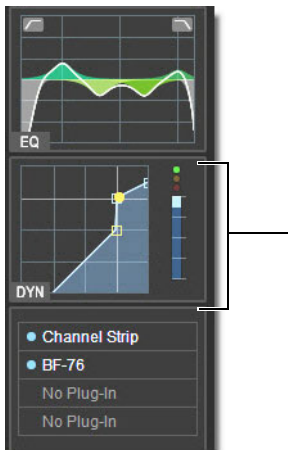 EQ
DYN
Channel Strip
BF-76
No Plug-In
No Plug-In